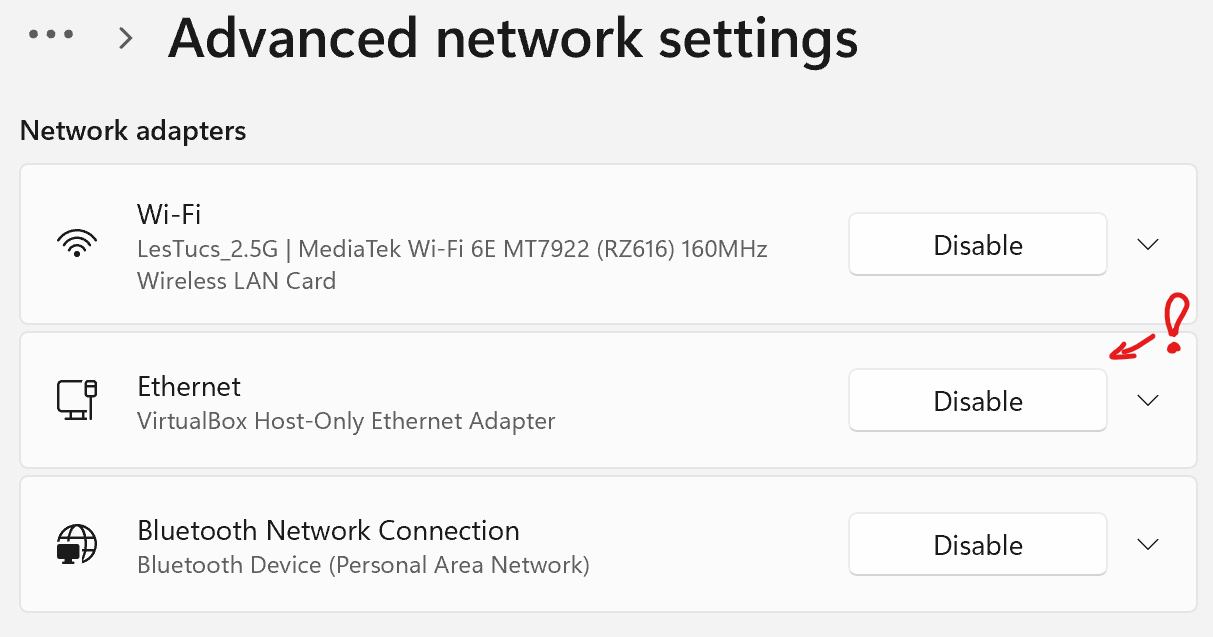 Advanced network settings
Network adapters
Wi-Fi
LesTucs_2.5G | MediaTek Wi-Fi 6E MT7922 (RZ616) 160MHz
Wireless LAN Card
Disable
!
Ethernet
VirtualBox Host-Only Ethernet Adapter
Disable
Bluetooth Network Connection
Bluetooth Device (Personal Area Network)
Disable